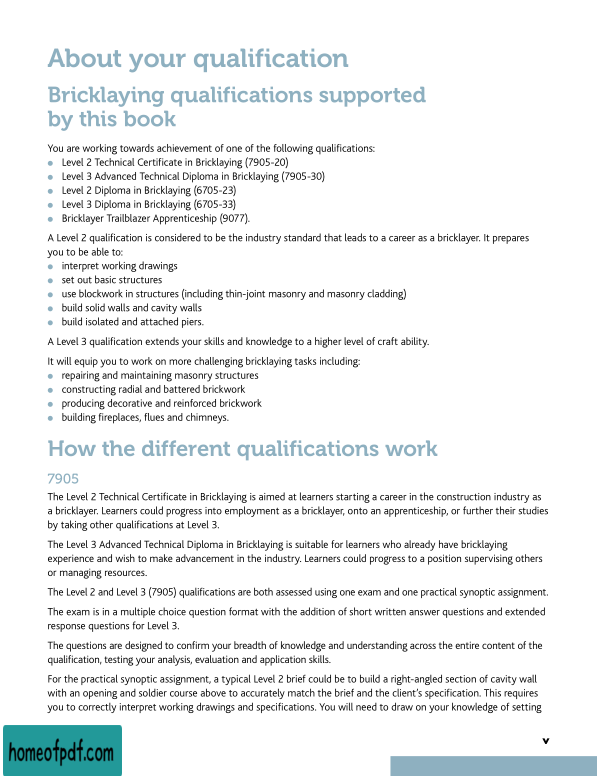 About your qualification
Bricklaying qualifications supported
by this book
You are working towards achievement of one of the following qualifications:
● Level 2 Technical Certificate in Bricklaying (7905-20)
● Level 3 Advanced Technical Diploma in Bricklaying (7905-30)
● Level 2 Diploma in Bricklaying (6705-23)
● Level 3 Diploma in Bricklaying (6705-33)
● Bricklayer Trailblazer Apprenticeship (9077).
A Level 2 qualification is considered to be the industry standard that leads to a career as a bricklayer. It prepares
you to be able to:
● interpret working drawings
● set out basic structures
● use blockwork in structures (including thin-joint masonry and masonry cladding)
● build solid walls and cavity walls
● build isolated and attached piers.
A Level 3 qualification extends your skills and knowledge to a higher level of craft ability.
It will equip you to work on more challenging bricklaying tasks including:
● repairing and maintaining masonry structures
● constructing radial and battered brickwork
● producing decorative and reinforced brickwork
● building fireplaces, flues and chimneys.
How the different qualifications work
7905
The Level 2 Technical Certificate in Bricklaying is aimed at learners starting a career in the construction industry as
a bricklayer. Learners could progress into employment as a bricklayer, onto an apprenticeship, or further their studies
by taking other qualifications at Level 3.
The Level 3 Advanced Technical Diploma in Bricklaying is suitable for learners who already have bricklaying
experience and wish to make advancement in the industry. Learners could progress to a position supervising others
or managing resources.
The Level 2 and Level 3 (7905) qualifications are both assessed using one exam and one practical synoptic assignment.
The exam is in a multiple choice question format with the addition of short written answer questions and extended
response questions for Level 3.
The questions are designed to confirm your breadth of knowledge and understanding across the entire content of the
qualification, testing your analysis, evaluation and application skills.
For the practical synoptic assignment, a typical Level 2 brief could be to build a right-angled section of cavity wall
with an opening and soldier course above to accurately match the brief and the client's specification. This requires
you to correctly interpret working drawings and specifications. You will need to draw on your knowledge of setting
v
homeofpdf.com